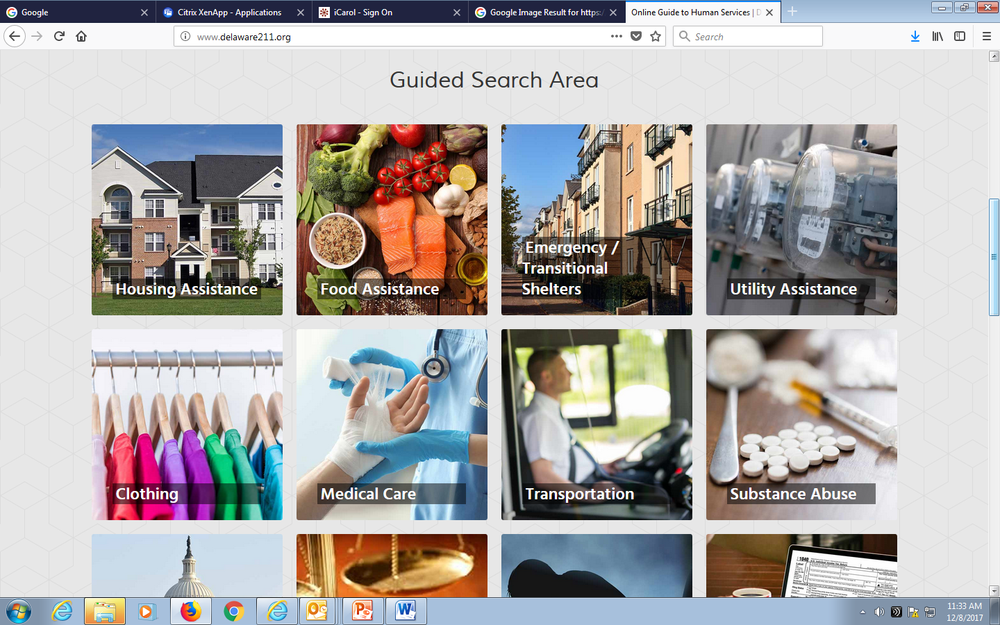 Google
Citrix XenApp - Applications
iCarol - Sign On
Google Image Result for https:/
Online Guide to Human Services | D
www.delaware211.org
Search
Guided Search Area
Housing Assistance
Food Assistance
Emergency /
Transitional
Shelters
Utility Assistance
Clothing
Medical Care
Transportation
Substance Abuse
1040
11:33 AM
12/8/2017